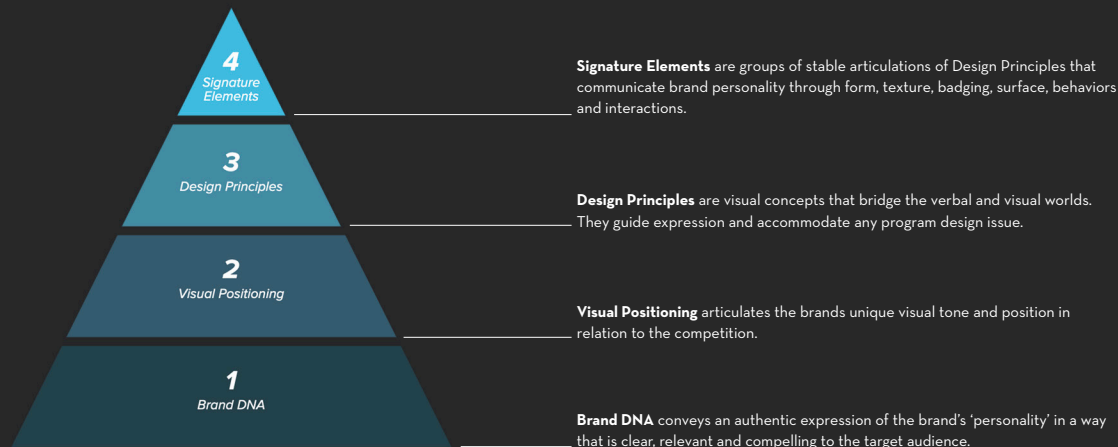 4
Signature
Elements
Signature Elements are groups of stable articulations of Design Principles that
communicate brand personality through form, texture, badging, surface, behaviors
and interactions.
3
Design Principles
Design Principles are visual concepts that bridge the verbal and visual worlds.
They guide expression and accommodate any program design issue.
2
Visual Positioning
Visual Positioning articulates the brands unique visual tone and position in
relation to the competition.
1
Brand DNA
Brand DNA conveys an authentic expression of the brand's ‘personality’ in a way
that is clear, relevant and compelling to the target audience.